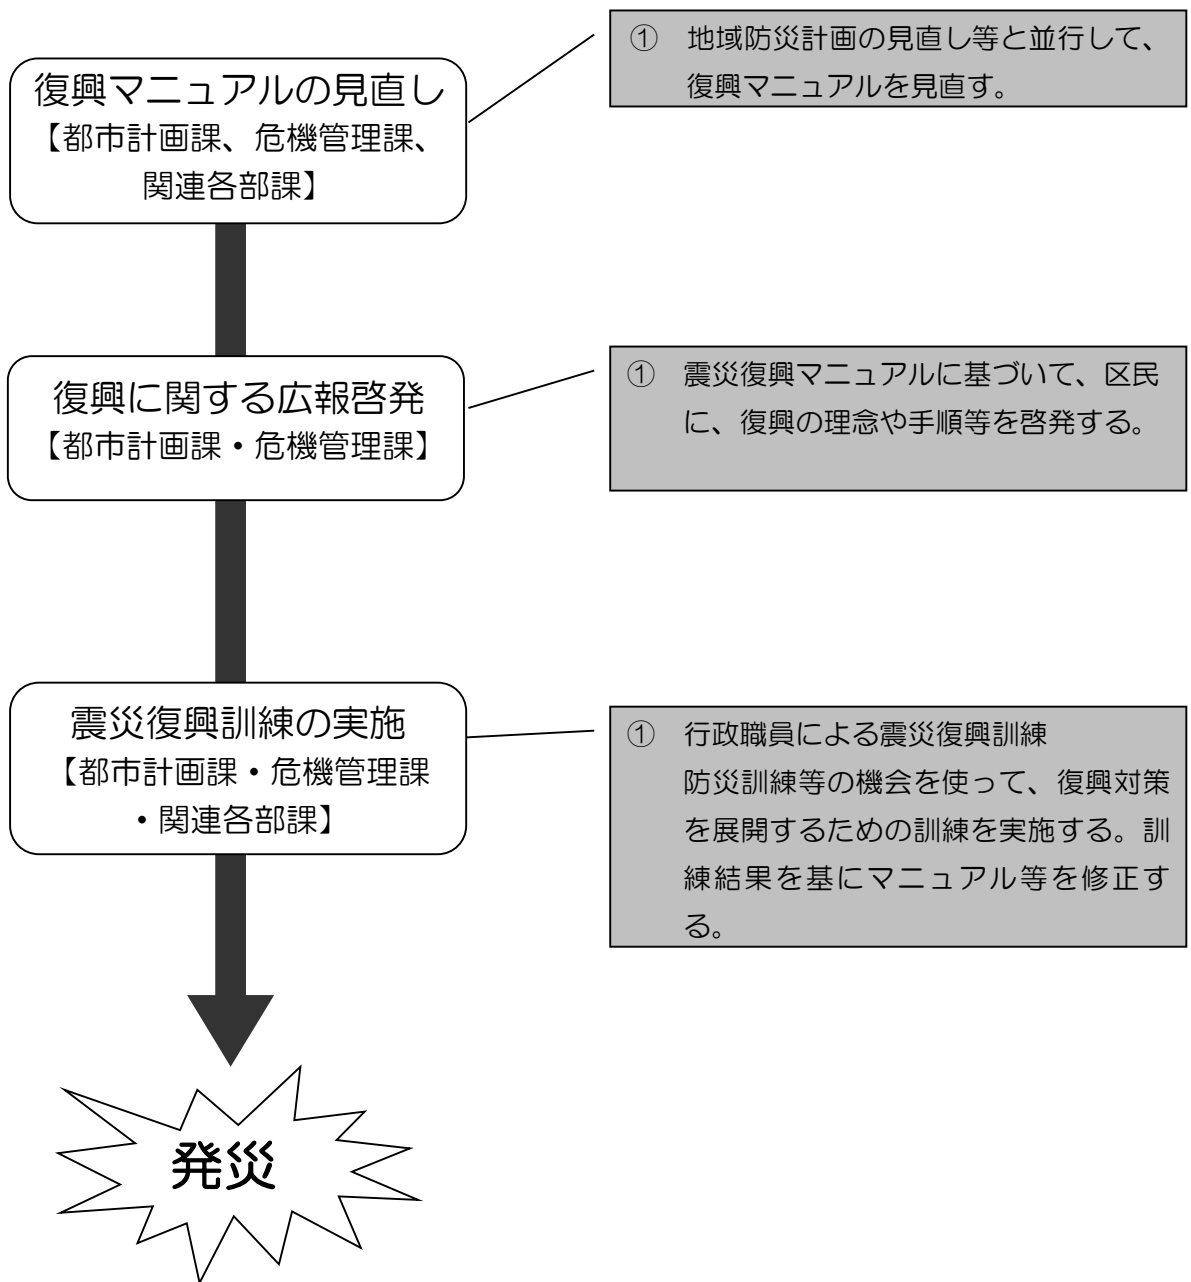 復興マニュアルの見直し
【都市計画課、危機管理課、
関連各部課】
① 地域防災計画の見直し等と並行して、
復興マニュアルを見直す。
復興に関する広報啓発
【都市計画課・危機管理課】
① 震災復興マニュアルに基づいて、区民
に、復興の理念や手順等を啓発する。
震災復興訓練の実施
【都市計画課・危機管理課
・関連各部課】
① 行政職員による震災復興訓練
防災訓練等の機会を使って、復興対策
を展開するための訓練を実施する。訓
練結果を基にマニュアル等を修正す
る。
発災